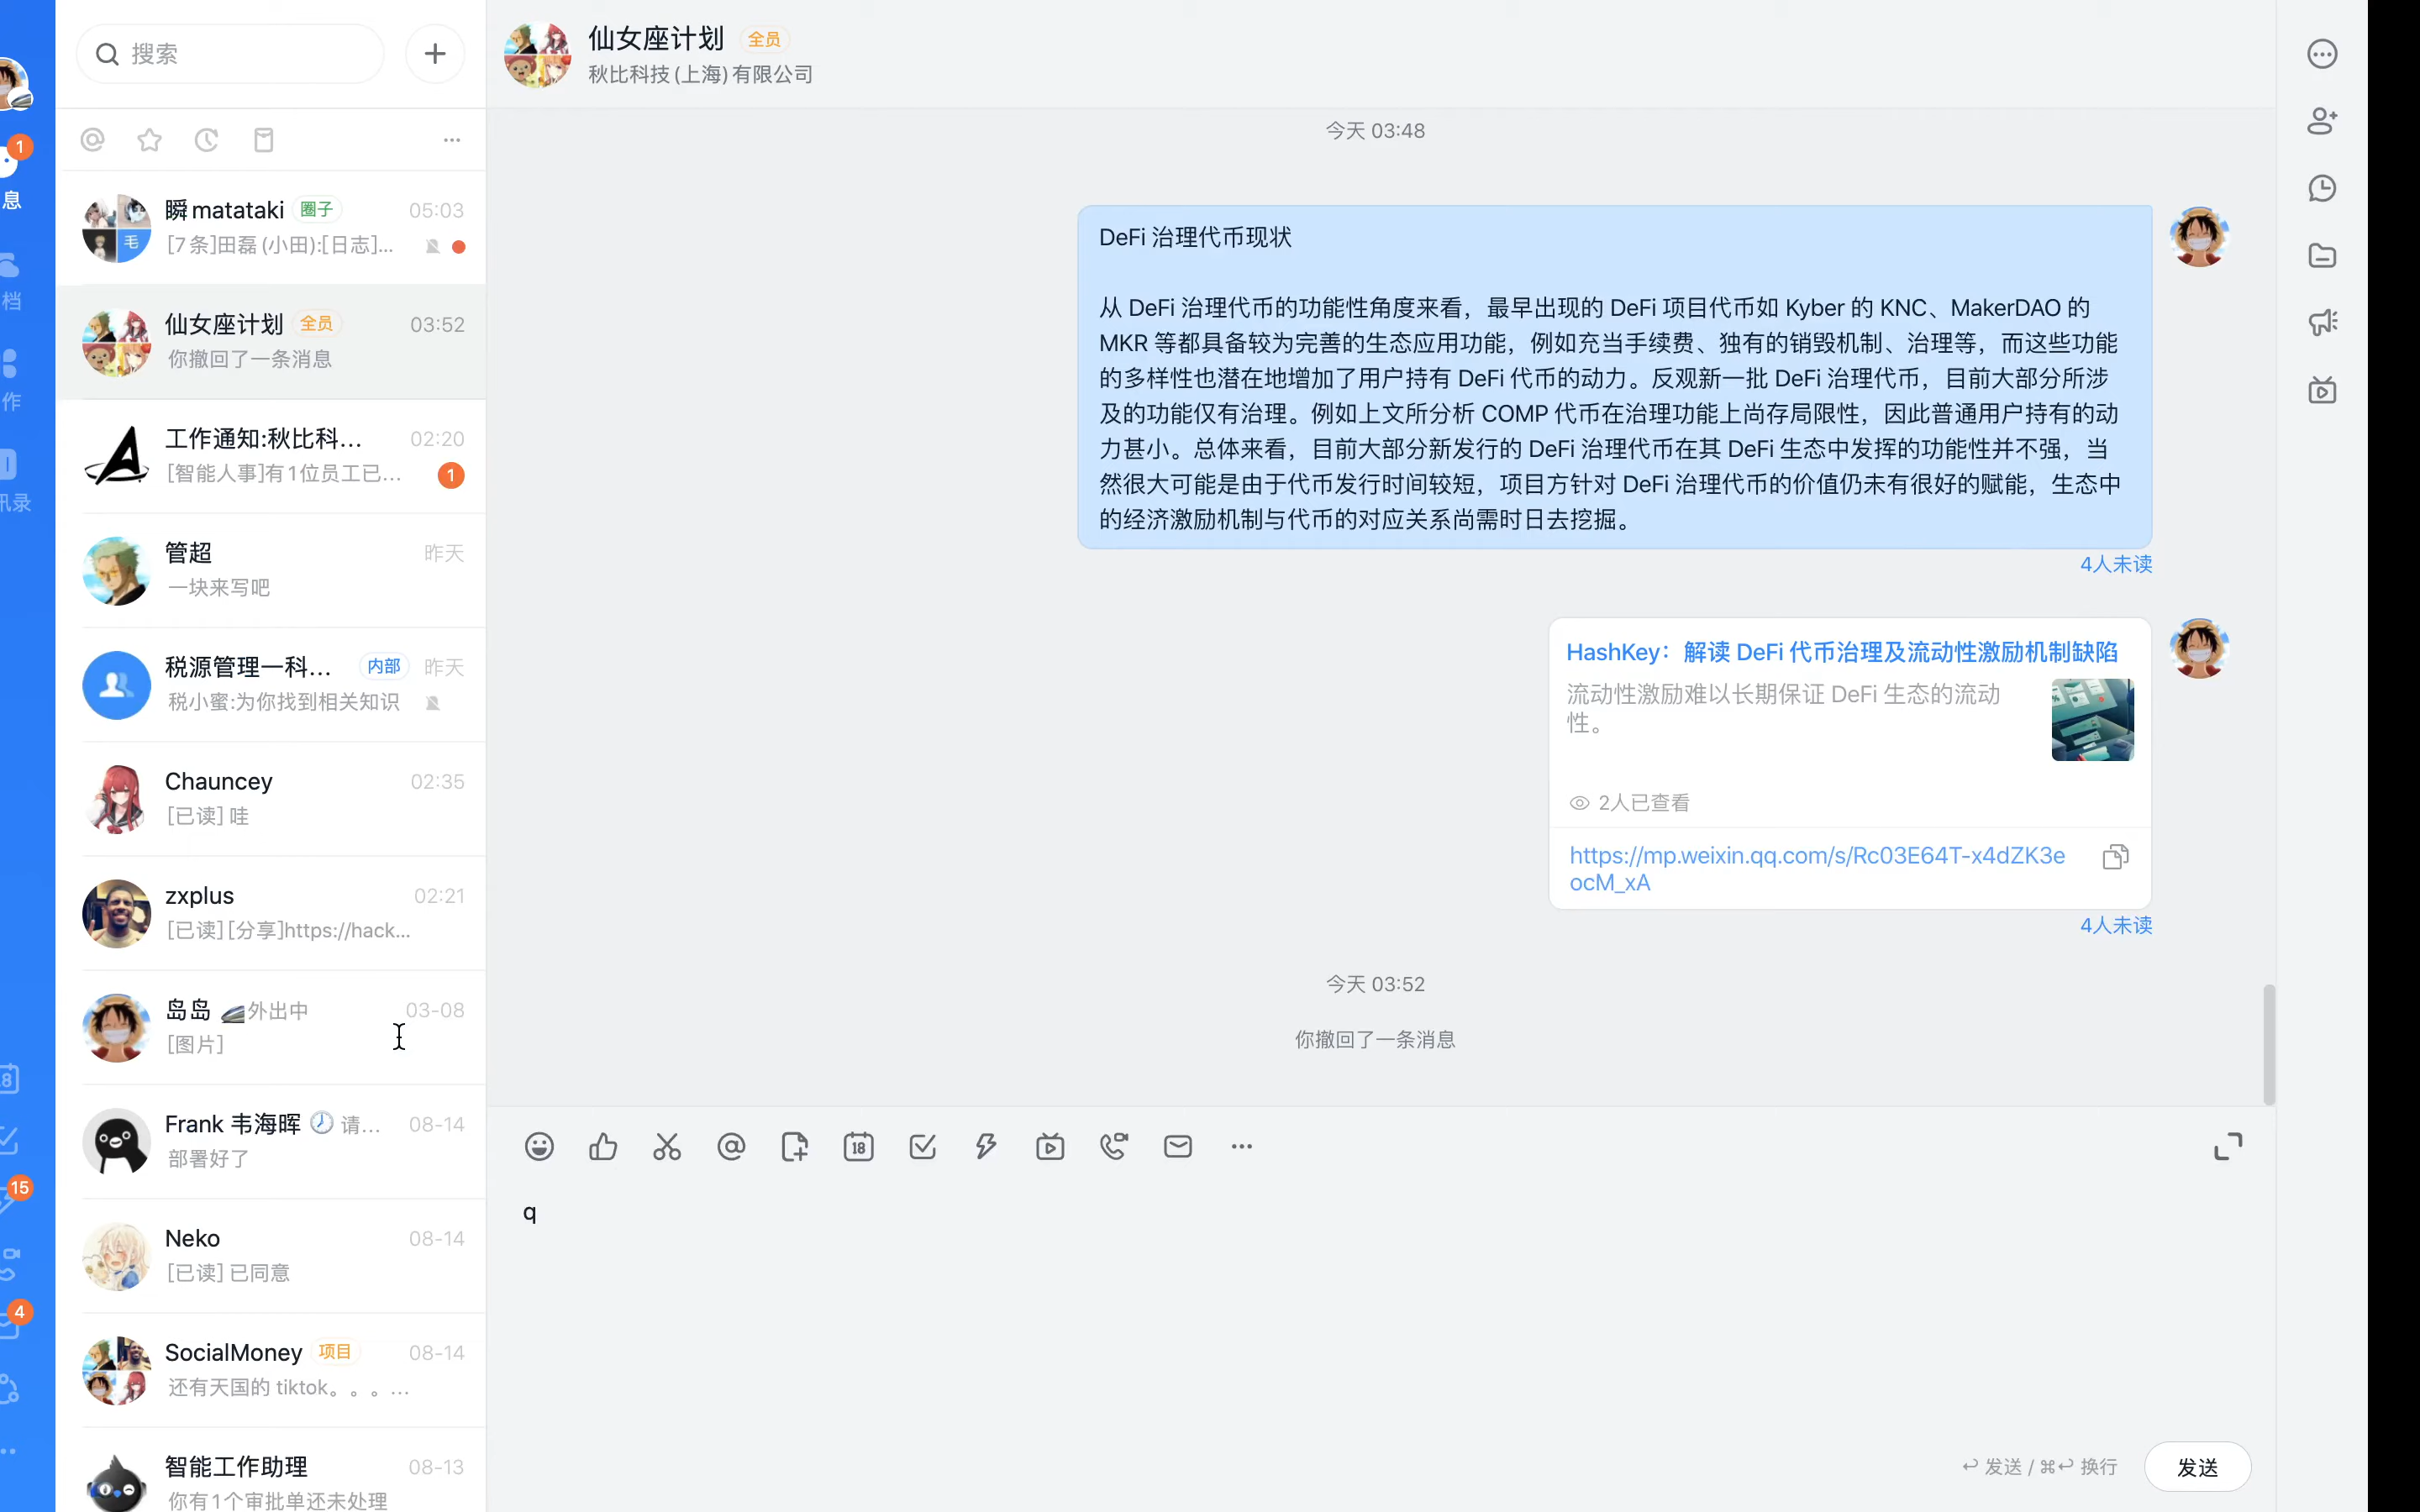 搜索
息
档
作
讯录
15
4
1
瞬matataki 圈子 05:03
[7条]田磊(小田):[日志]...
毛
仙女座计划 全员 03:52
你撤回了一条消息
工作通知:秋比科... 02:20
[智能人事]有1位员工已... 1
管超 昨天
一块来写吧
税源管理一科... 内部 昨天
税小蜜:为你找到相关知识
Chauncey 02:35
[已读] 哇
zxplus 02:21
[已读][分享]https://hack...
岛岛 外出中 03-08
[图片]
Frank 韦海晖 请... 08-14
部署好了
Neko 08-14
[已读] 已同意
SocialMoney 项目 08-14
还有天国的 tiktok。。。...
智能工作助理 08-13
你有1个审批单还未处理
仙女座计划 全员
秋比科技(上海)有限公司
今天 03:48
DeFi 治理代币现状
从 DeFi 治理代币的功能性角度来看，最早出现的 DeFi 项目代币如 Kyber 的 KNC、MakerDAO 的
MKR 等都具备较为完善的生态应用功能，例如充当手续费、独有的销毁机制、治理等，而这些功能
的多样性也潜在地增加了用户持有 DeFi 代币的动力。反观新一批 DeFi 治理代币，目前大部分所涉
及的功能仅有治理。例如上文所分析 COMP 代币在治理功能上尚存局限性，因此普通用户持有的动
力甚小。总体来看，目前大部分新发行的 DeFi 治理代币在其 DeFi 生态中发挥的功能性并不强，当
然很大可能是由于代币发行时间较短，项目方针对 DeFi 治理代币的价值仍未有很好的赋能，生态中
的经济激励机制与代币的对应关系尚需时日去挖掘。
4人未读
HashKey：解读 DeFi 代币治理及流动性激励机制缺陷
流动性激励难以长期保证 DeFi 生态的流动
性。
2人已查看
https://mp.weixin.qq.com/s/Rc03E64T-x4dZK3e
ocM_xA
4人未读
今天 03:52
你撤回了一条消息
18
q
↩ 发送 / ⌘↩ 换行
发送